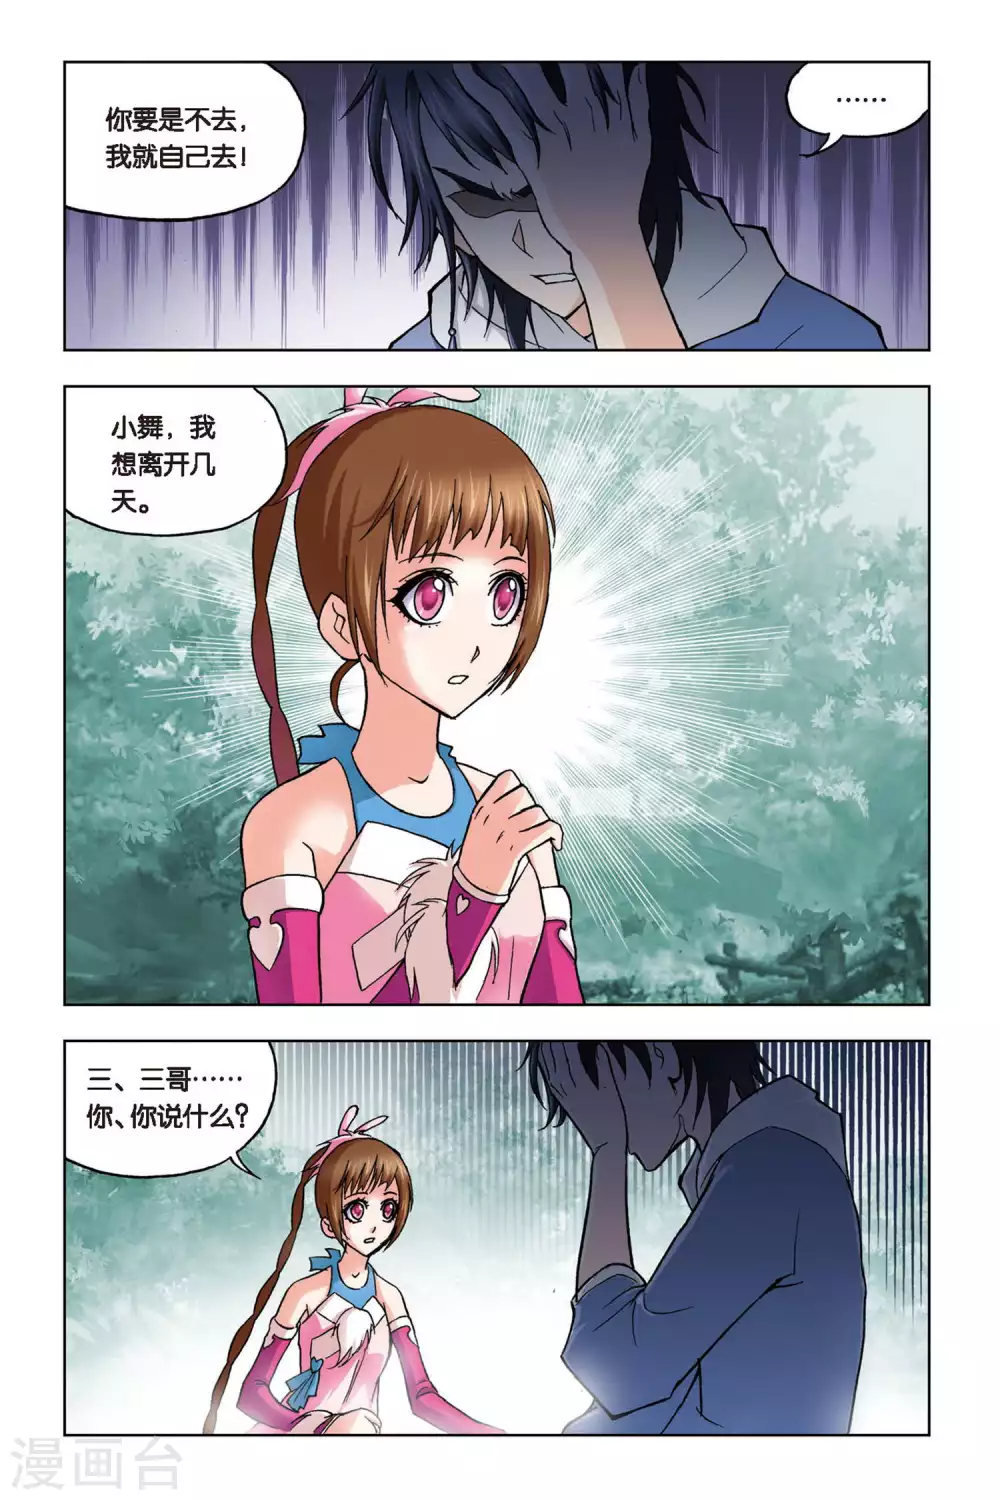 你要是不去，
我就自己去！
……
小舞，我
想离开几
天。
三、三哥……
你、你说什么？
漫画台